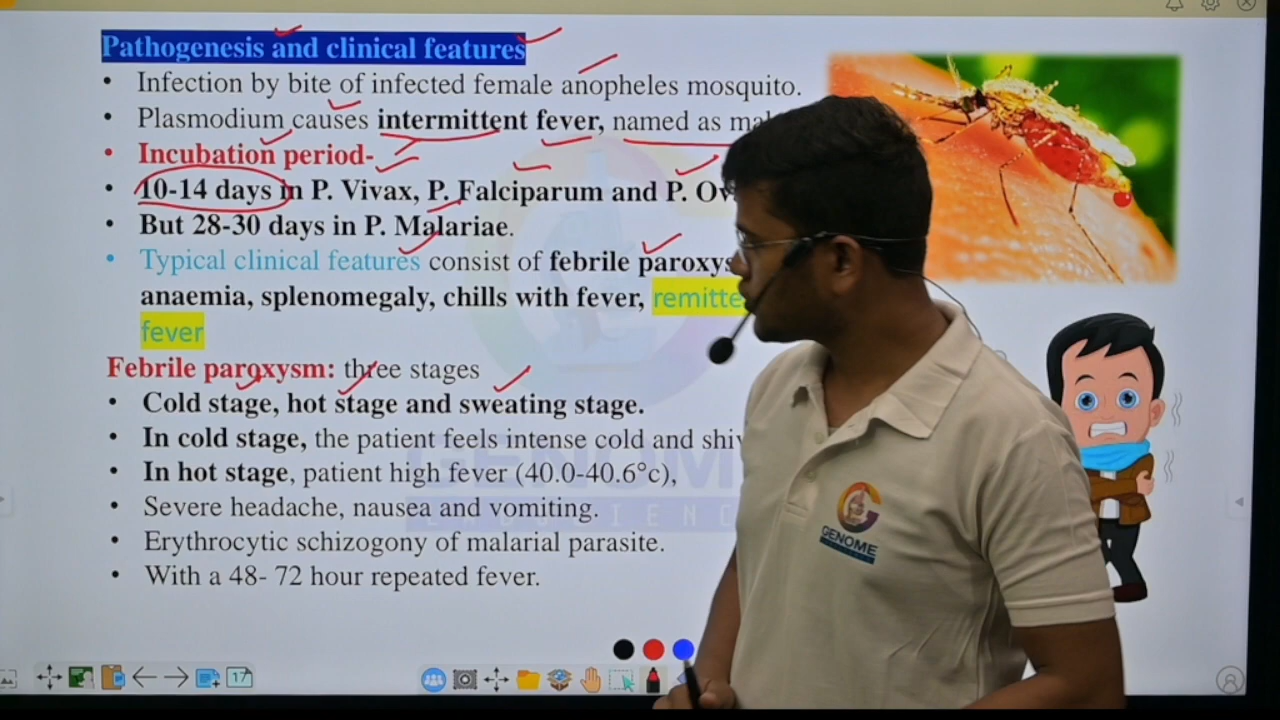 Pathogenesis and clinical features
• Infection by bite of infected female anopheles mosquito.
• Plasmodium causes intermittent fever, named as
• Incubation period-
• 10-14 days in P. Vivax, P. Falciparum and P.
• But 28-30 days in P. Malariae.
• Typical clinical features consist of febrile
anaemia, splenomegaly, chills with fever,
fever
Febrile paroxysm: three stages
• Cold stage, hot stage and sweating stage.
• In cold stage, the patient feels intense cold and
• In hot stage, patient high fever (40.0-40.6°c),
• Severe headache, nausea and vomiting.
• Erythrocytic schizogony of malarial parasite.
• With a 48- 72 hour repeated fever.
GENOME
17